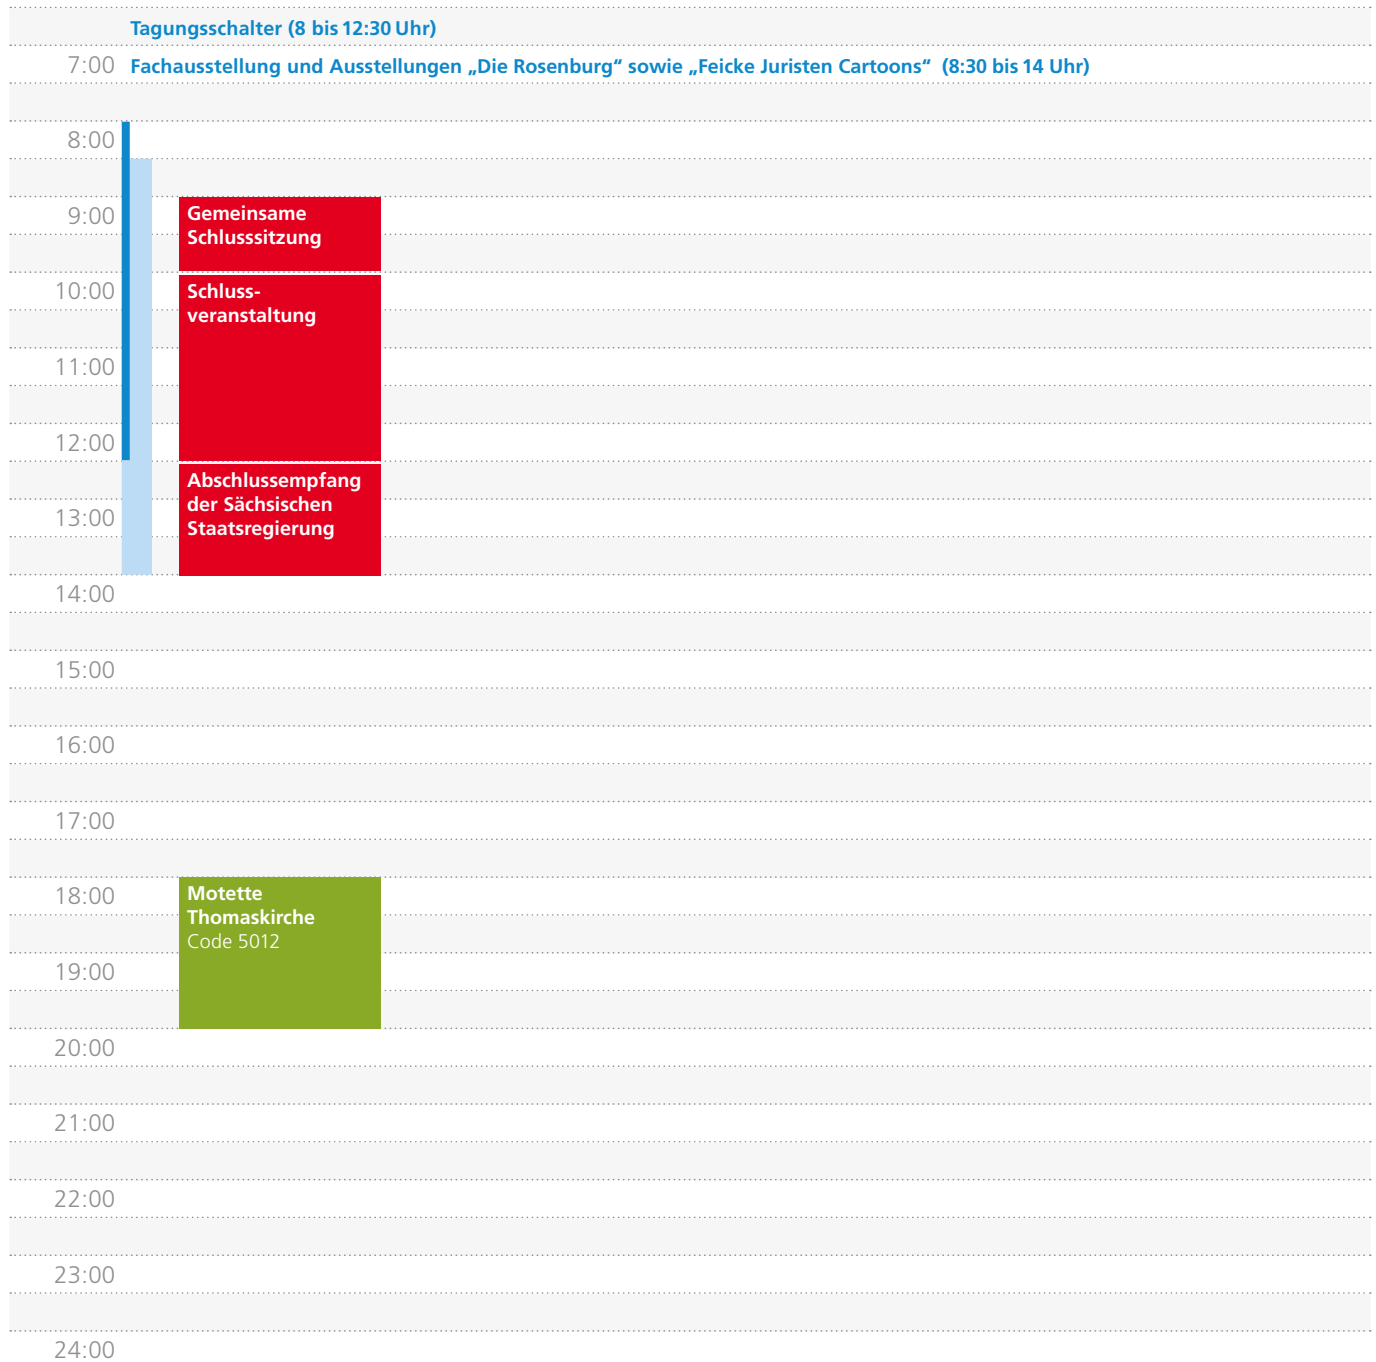 Tagungsschalter (8 bis 12:30 Uhr)
7:00 Fachausstellung und Ausstellungen „Die Rosenburg“ sowie „Feicke Juristen Cartoons“ (8:30 bis 14 Uhr)
8:00
9:00
Gemeinsame
Schlusssitzung
10:00
Schluss-
veranstaltung
11:00
12:00
Abschlussempfang
der Sächsischen
Staatsregierung
13:00
14:00
15:00
16:00
17:00
18:00
Motette
Thomaskirche
Code 5012
19:00
20:00
21:00
22:00
23:00
24:00